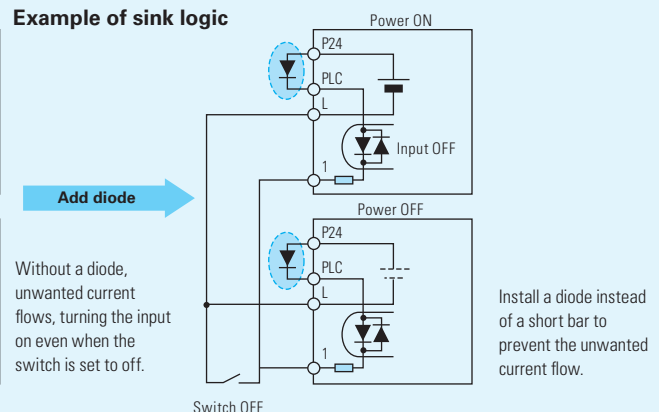 Example of sink logic
Power ON
P24
PLC
L
Input OFF
1
Add diode
Power OFF
P24
PLC
L
1
Without a diode,
unwanted current
flows, turning the input
on even when the
switch is set to off.
Install a diode instead
of a short bar to
prevent the unwanted
current flow.
Switch OFF